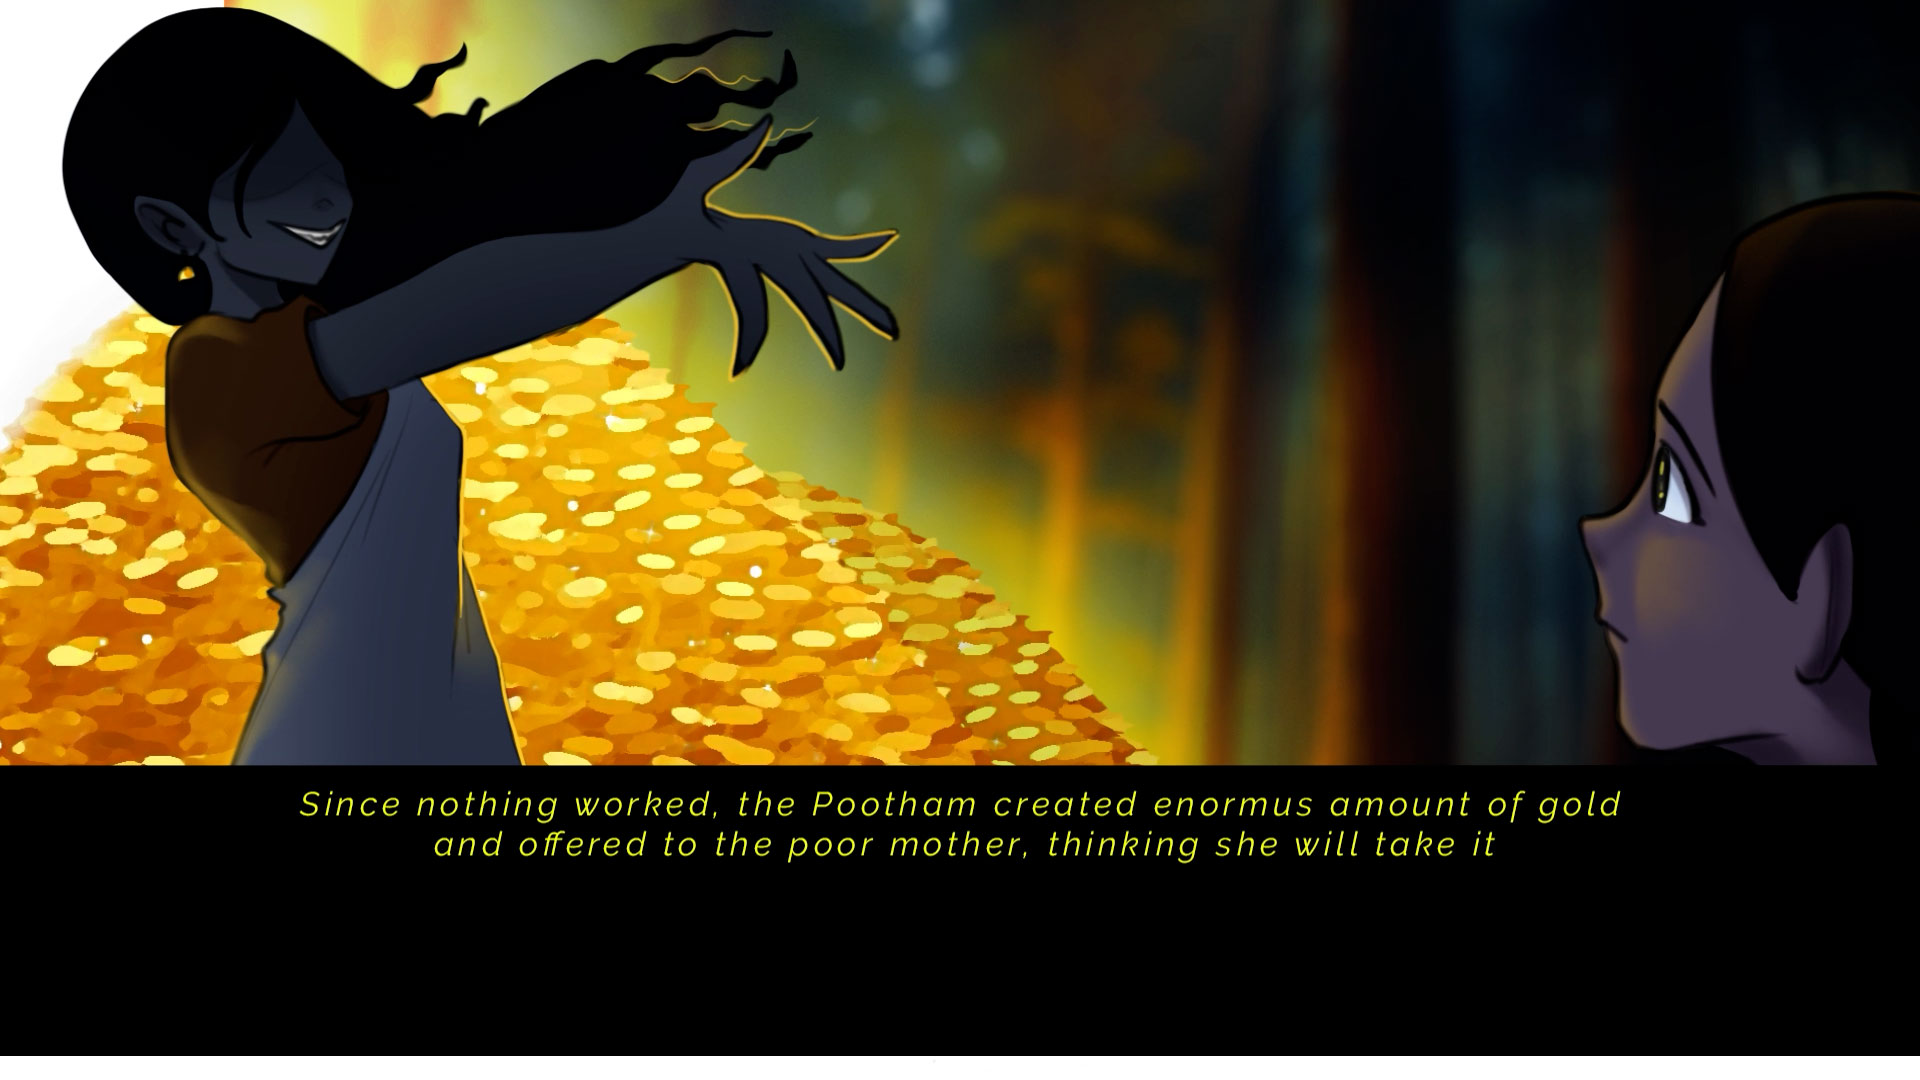 Since nothing worked, the Pootham created enormus amount of gold
and offered to the poor mother, thinking she will take it